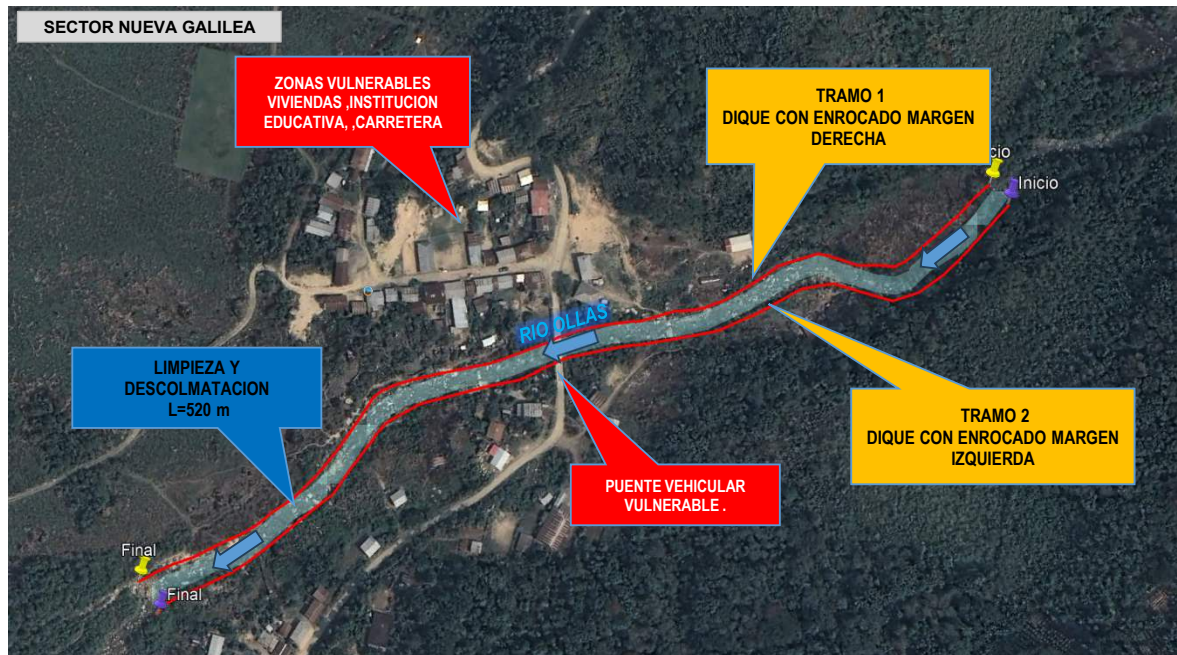 SECTOR NUEVA GALILEA
ZONAS VULNERABLES
VIVIENDAS ,INSTITUCION
EDUCATIVA, ,CARRETERA
TRAMO 1
DIQUE CON ENROCADO MARGEN
DERECHA
cio
Inicio
RIO OLLAS
LIMPIEZA Y
DESCOLMATACION
L=520 m
TRAMO 2
DIQUE CON ENROCADO MARGEN
IZQUIERDA
PUENTE VEHICULAR
VULNERABLE .
Final
Final